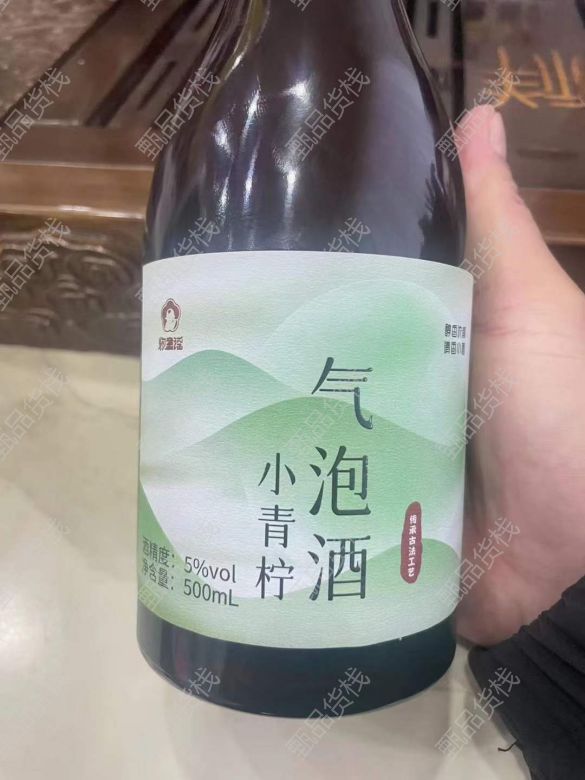 气泡酒
小青柠
传承古法工艺
酒精度：5%vol
净含量：500mL
甄品货栈